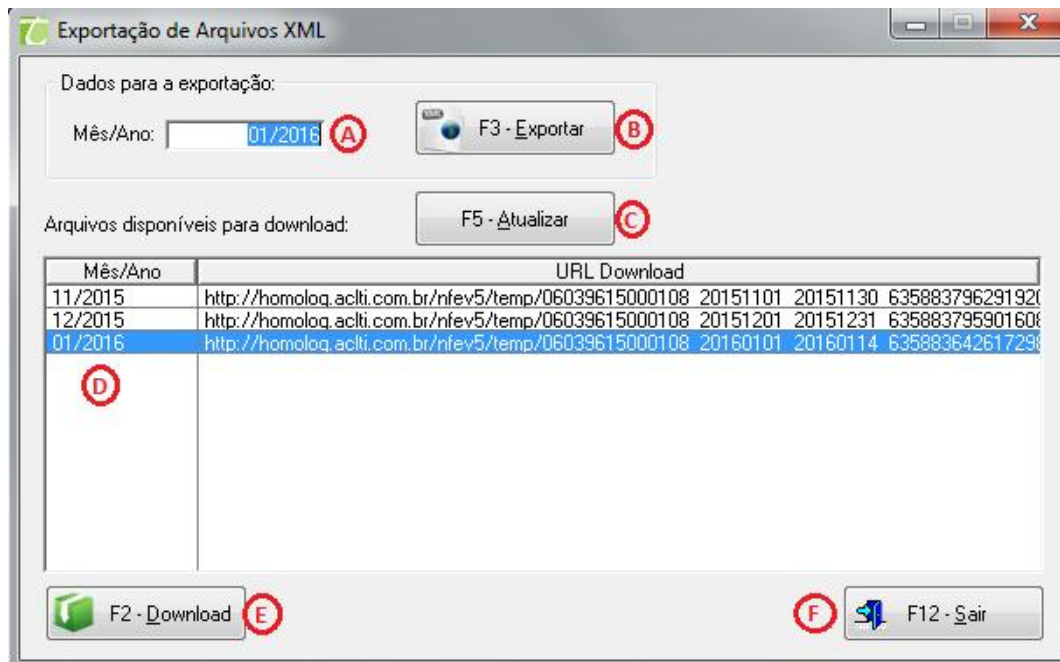 Exportação de Arquivos XML
Dados para a exportação:
Mês/Ano: 01/2016 A F3 - Exportar B
Arquivos disponíveis para download: F5 - Atualizar C
Mês/Ano URL Download
11/2015 http://homolog.aclti.com.br/nfev5/temp/06039615000108_20151101_20151130_635883796291920
12/2015 http://homolog.aclti.com.br/nfev5/temp/06039615000108_20151201_20151231_635883795901608
01/2016 http://homolog.aclti.com.br/nfev5/temp/06039615000108_20160101_20160114_635883642617298
D
F2 - Download E F F12 - Sair